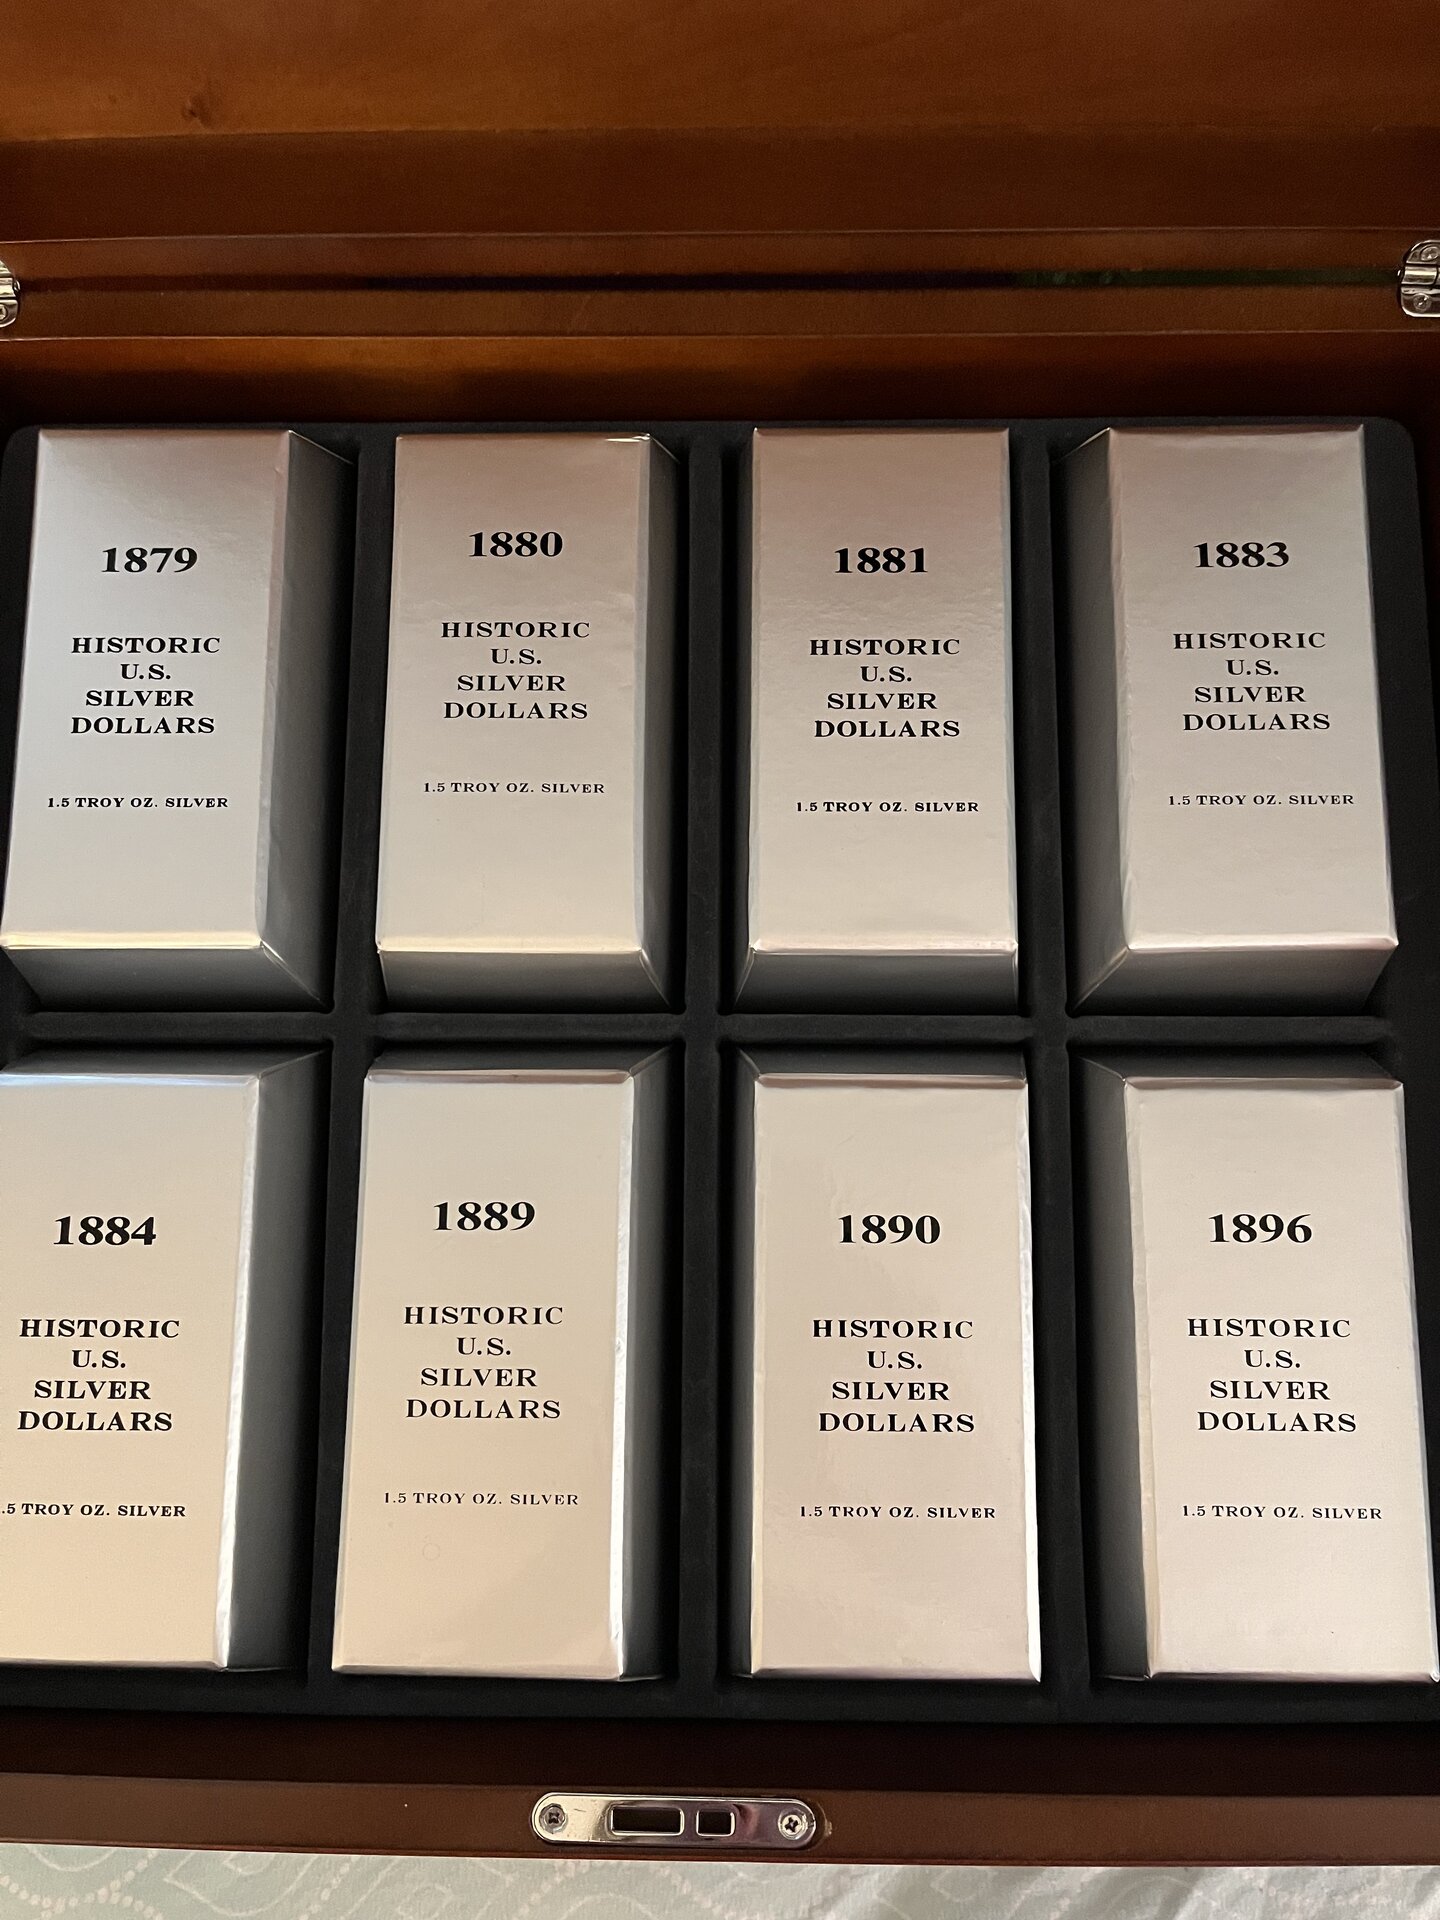 1879
HISTORIC
U.S.
SILVER
DOLLARS
1.5 TROY OZ. SILVER
1880
HISTORIC
U.S.
SILVER
DOLLARS
1.5 TROY OZ. SILVER
1881
HISTORIC
U.S.
SILVER
DOLLARS
1.5 TROY OZ. SILVER
1883
HISTORIC
U.S.
SILVER
DOLLARS
1.5 TROY OZ. SILVER
1884
HISTORIC
U.S.
SILVER
DOLLARS
.5 TROY OZ. SILVER
1889
HISTORIC
U.S.
SILVER
DOLLARS
1.5 TROY OZ. SILVER
1890
HISTORIC
U.S.
SILVER
DOLLARS
1.5 TROY OZ. SILVER
1896
HISTORIC
U.S.
SILVER
DOLLARS
1.5 TROY OZ. SILVER